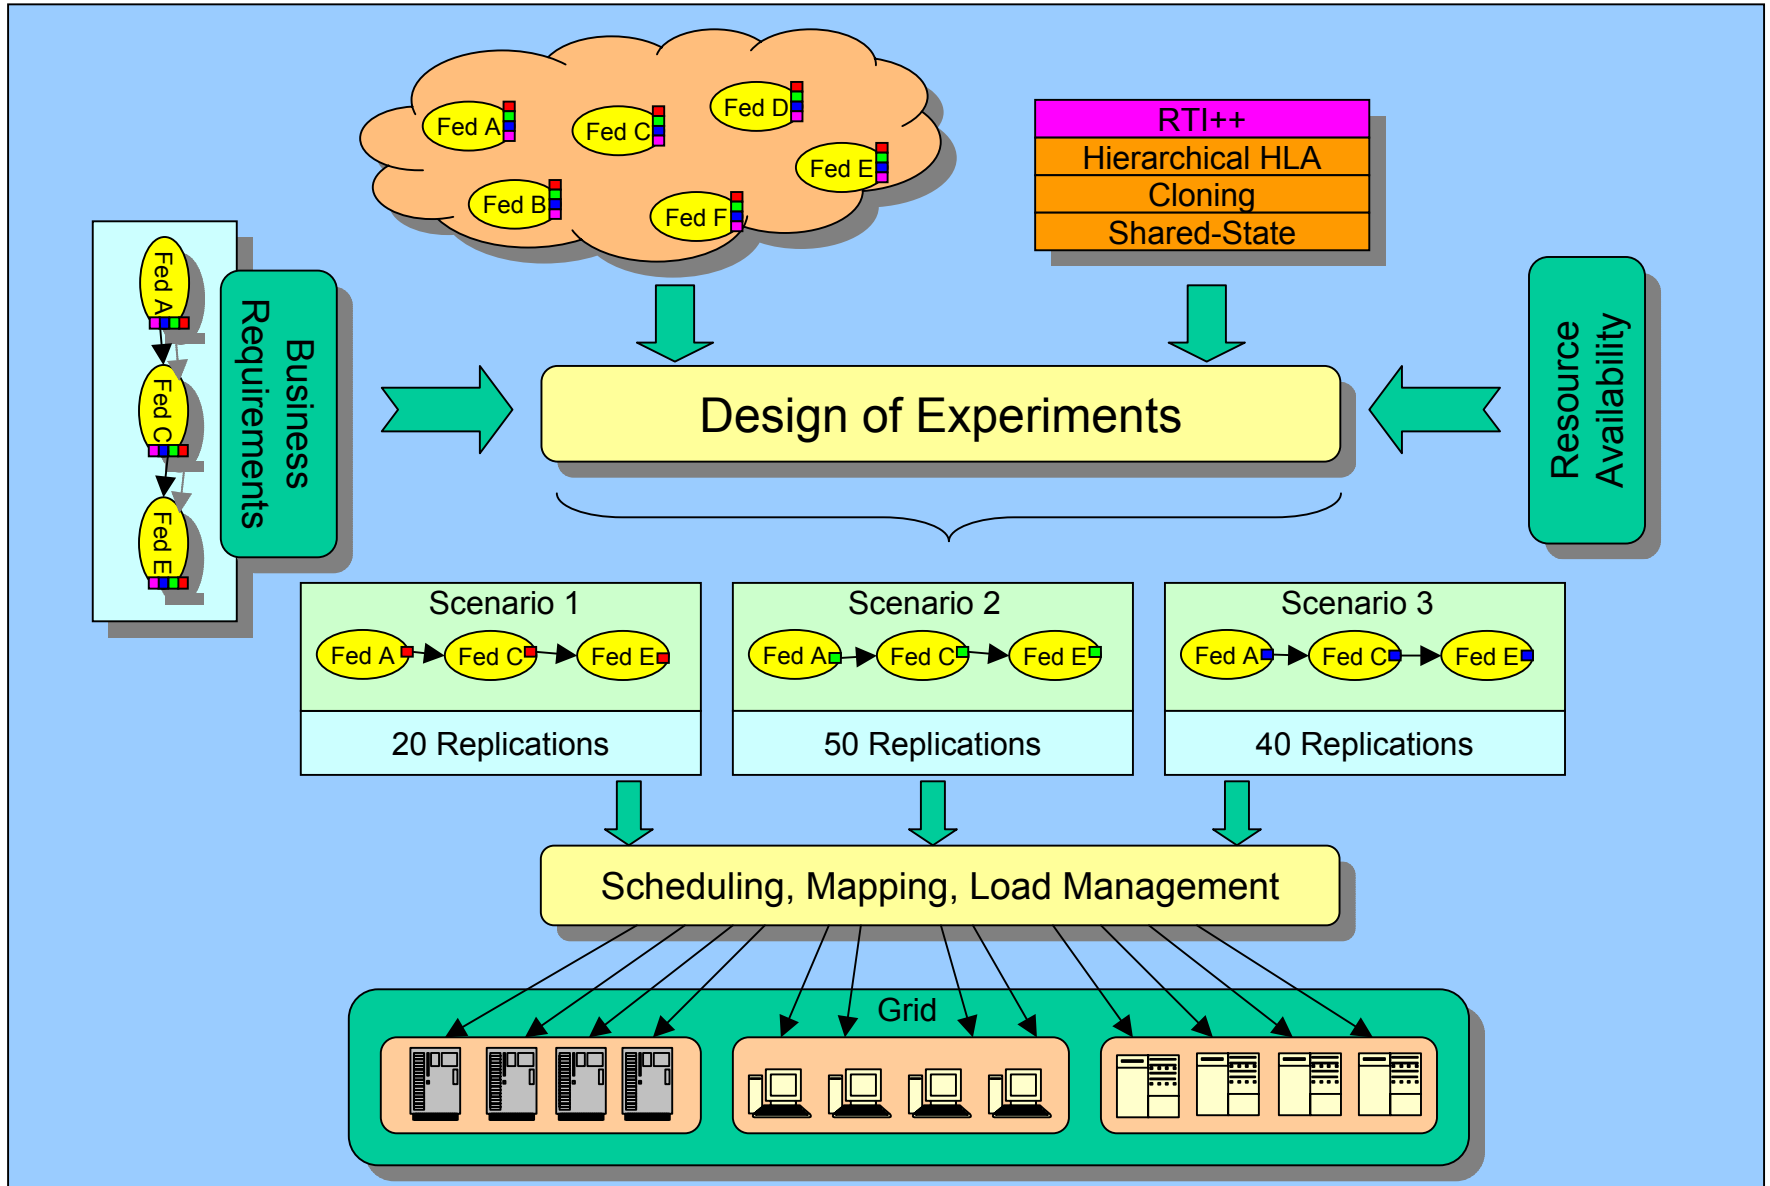 Fed A
Fed C
Fed D
Fed E
Fed B
Fed F
RTI++
Hierarchical HLA
Cloning
Shared-State
Fed A
Fed C
Fed E
Business
Requirements
Design of Experiments
Resource
Availability
Scenario 1
Fed A
Fed C
Fed E
20 Replications
Scenario 2
Fed A
Fed C
Fed E
50 Replications
Scenario 3
Fed A
Fed C
Fed E
40 Replications
Scheduling, Mapping, Load Management
Grid